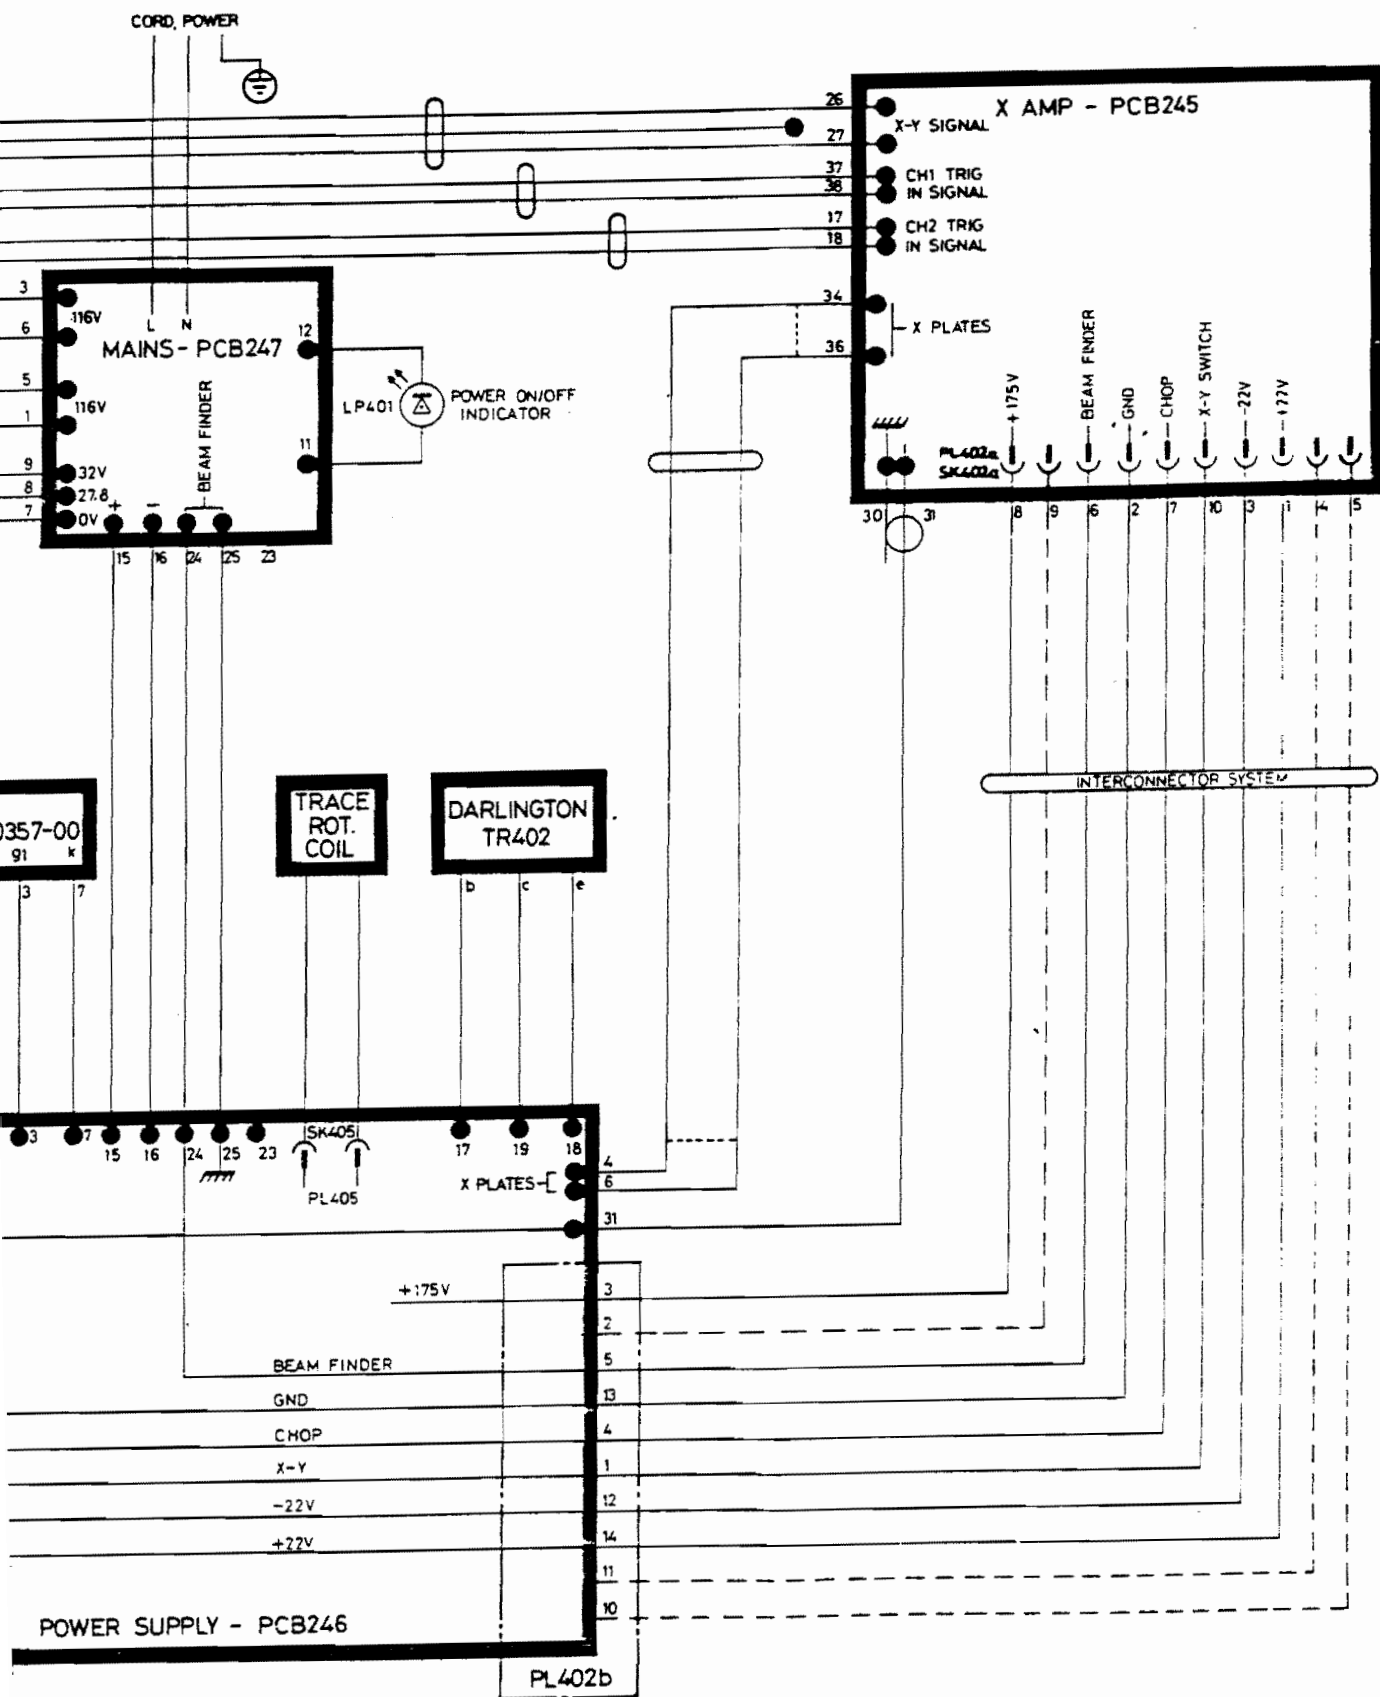 CORD, POWER
26
X AMP - PCB245
X-Y SIGNAL
27
37
CH1 TRIG
38
IN SIGNAL
17
CH2 TRIG
18
IN SIGNAL
3
116V
6
L N
12
MAINS - PCB247
5
116V
1
BEAM FINDER
LP401
POWER ON/OFF
INDICATOR
11
9
32V
8
27.8
7
0V
+ -
15 16 24 25 23
34
X PLATES
36
+175V
BEAM FINDER
GND
CHOP
X-Y SWITCH
-22V
PL402a
SK402a
30 31 8 9 6 2 7 10 3 1 4 5
INTERCONNECTOR SYSTEM
0357-00
g1 k
3 7
TRACE
ROT.
COIL
DARLINGTON
TR402
b c e
3 7 15 16 24 25 23
SK405
PL405
17 19 18
4
X PLATES
6
31
+175V
3
2
BEAM FINDER
5
GND
13
CHOP
4
X-Y
1
-22V
12
+22V
14
11
10
POWER SUPPLY - PCB246
PL402b